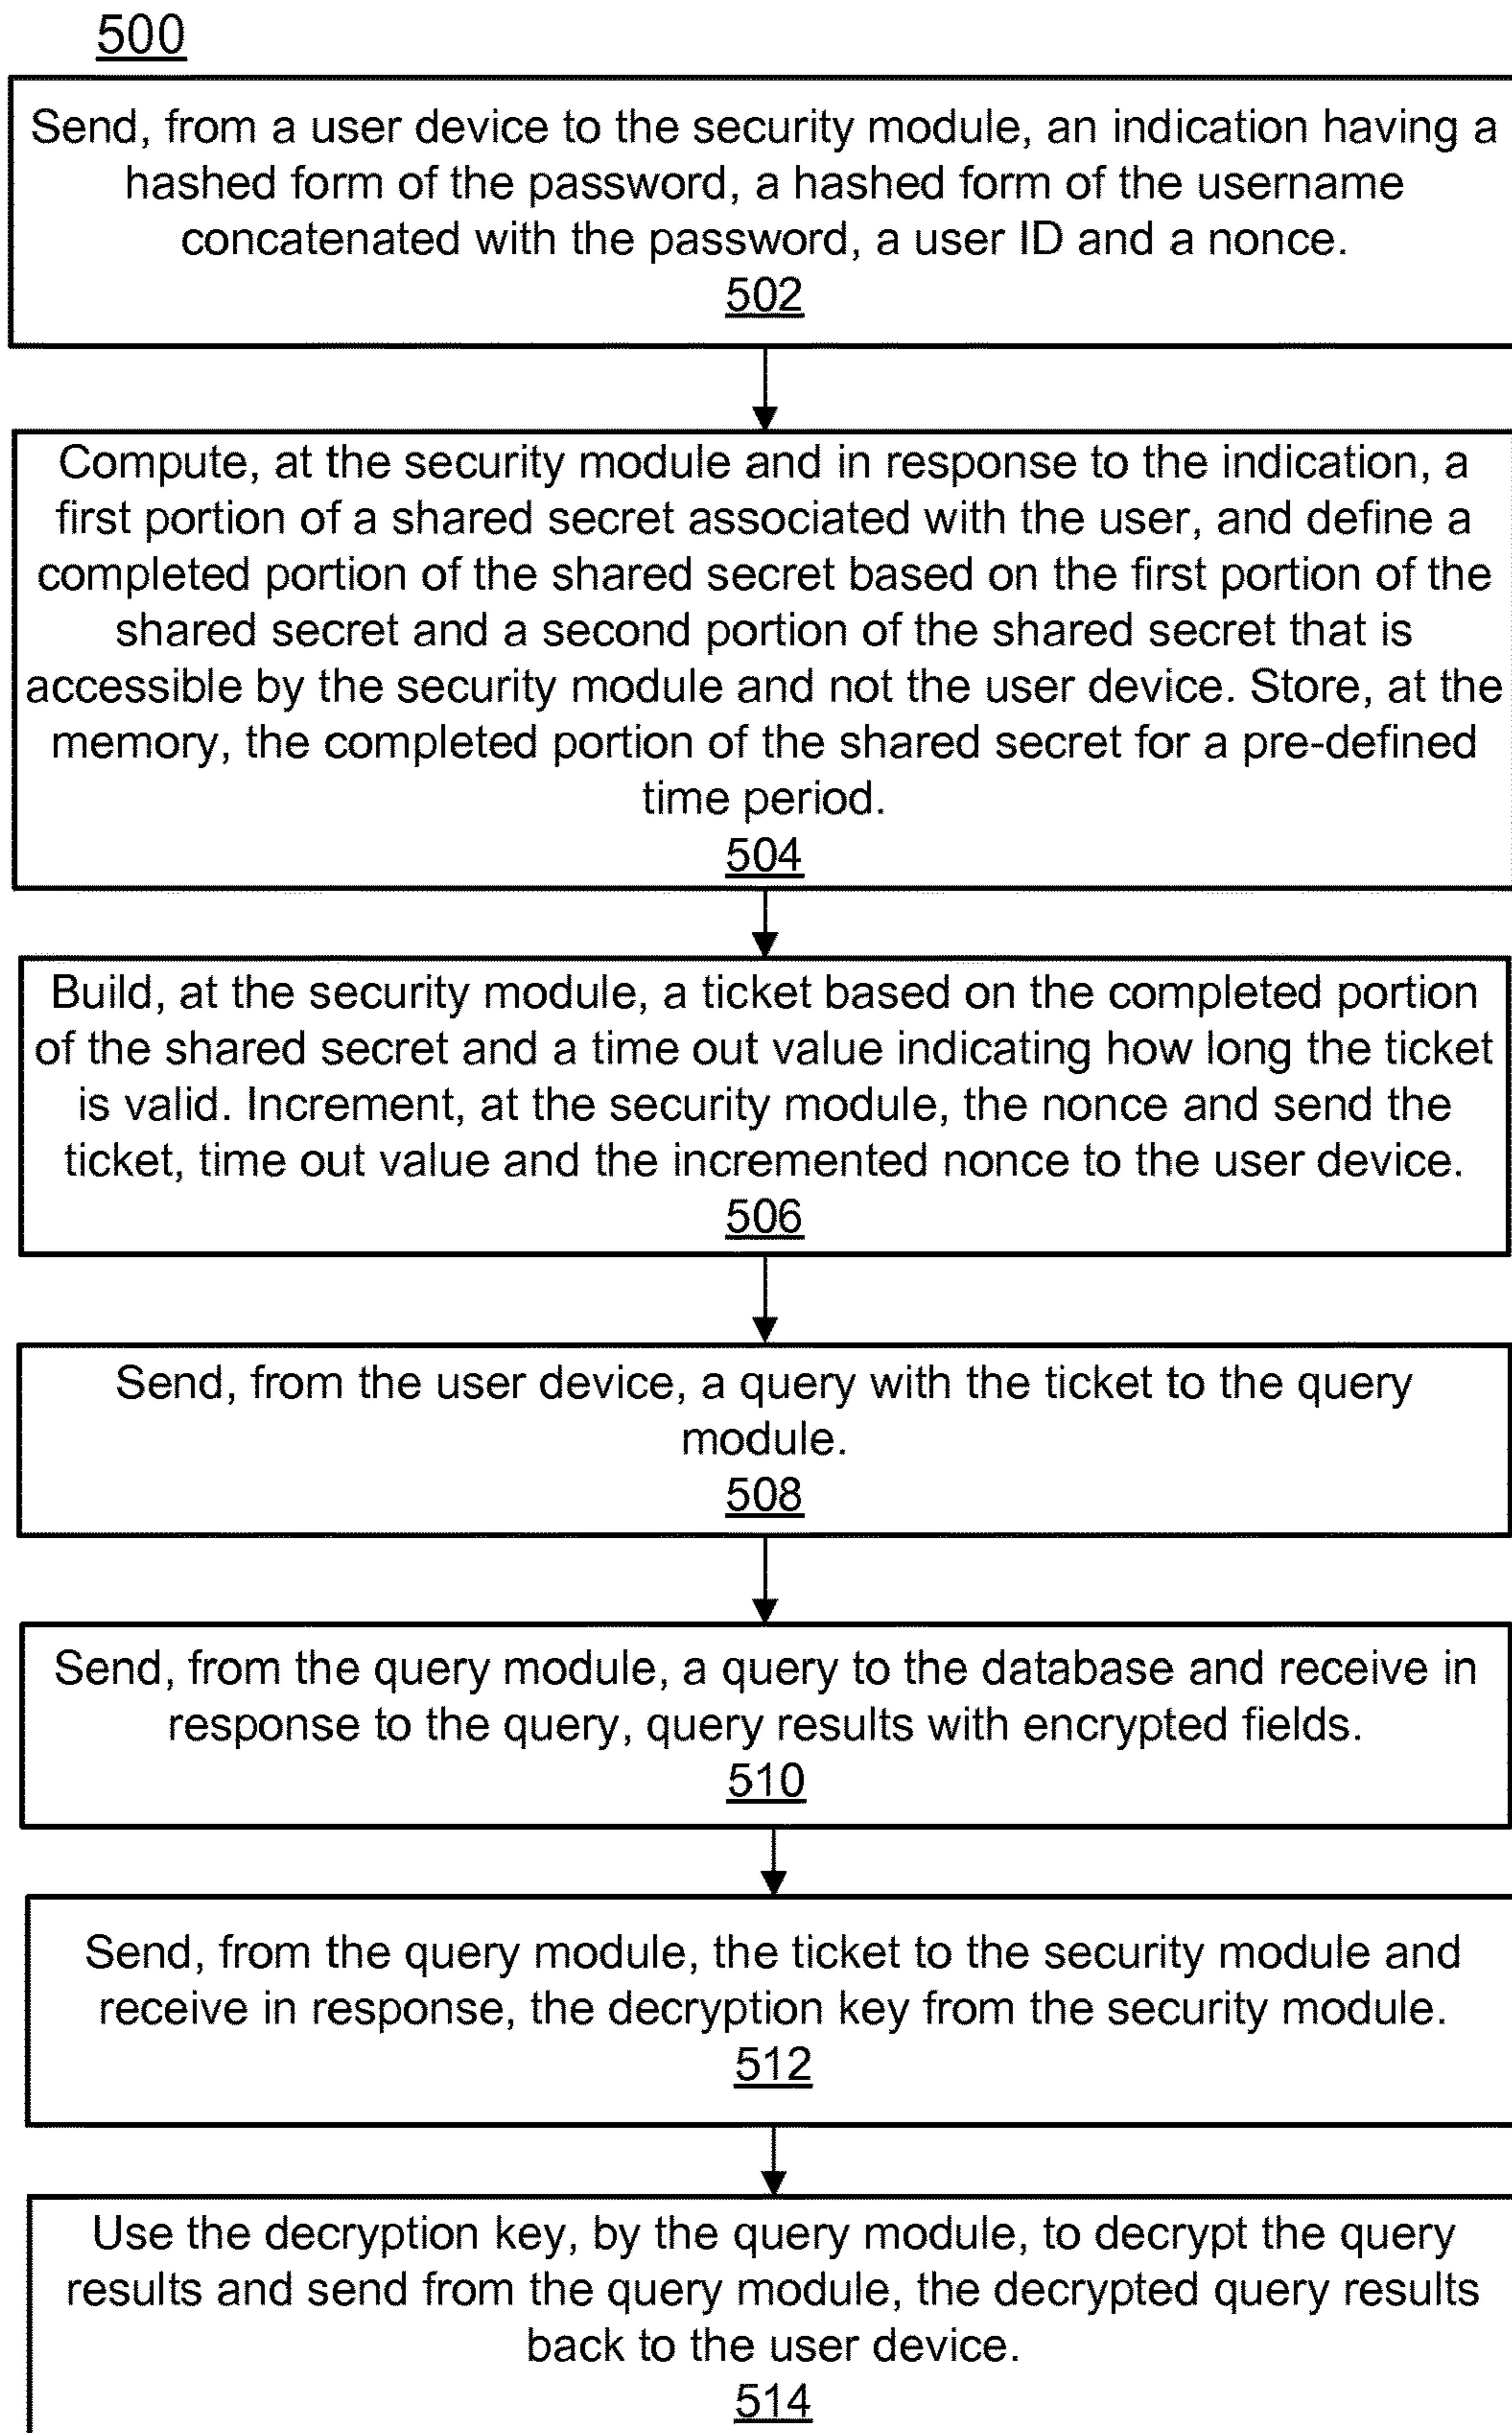 500
Send, from a user device to the security module, an indication having a
hashed form of the password, a hashed form of the username
concatenated with the password, a user ID and a nonce.
502
Compute, at the security module and in response to the indication, a
first portion of a shared secret associated with the user, and define a
completed portion of the shared secret based on the first portion of the
shared secret and a second portion of the shared secret that is
accessible by the security module and not the user device. Store, at the
memory, the completed portion of the shared secret for a pre-defined
time period.
504
Build, at the security module, a ticket based on the completed portion
of the shared secret and a time out value indicating how long the ticket
is valid. Increment, at the security module, the nonce and send the
ticket, time out value and the incremented nonce to the user device.
506
Send, from the user device, a query with the ticket to the query
module.
508
Send, from the query module, a query to the database and receive in
response to the query, query results with encrypted fields.
510
Send, from the query module, the ticket to the security module and
receive in response, the decryption key from the security module.
512
Use the decryption key, by the query module, to decrypt the query
results and send from the query module, the decrypted query results
back to the user device.
514